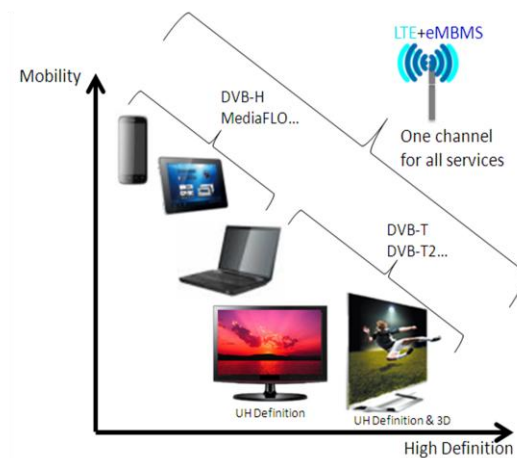 LTE+eMBMS
Mobility
DVB-H
MediaFLO...
One channel
for all services
DVB-T
DVB-T2...
UH Definition
UH Definition & 3D
High Definition